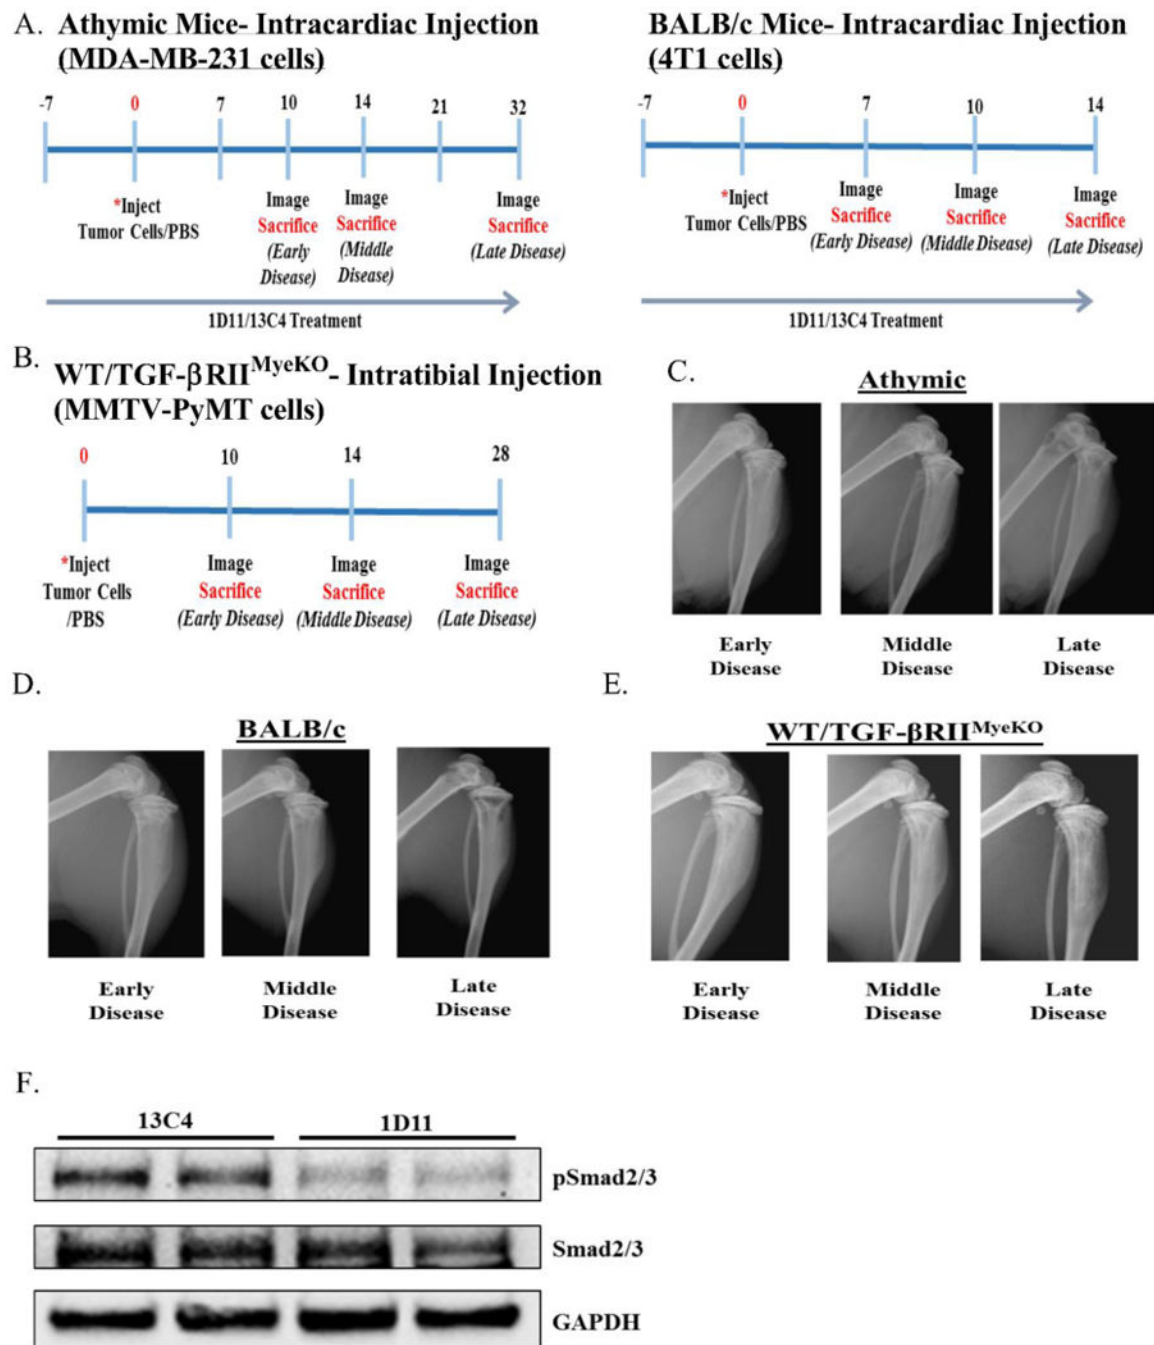 A. Athymic Mice- Intracardiac Injection
(MDA-MB-231 cells)
-7 0 7 10 14 21 32
*Inject
Tumor Cells/PBS
Image
Sacrifice
(Early
Disease)
Image
Sacrifice
(Middle
Disease)
Image
Sacrifice
(Late Disease)
1D11/13C4 Treatment
BALB/c Mice- Intracardiac Injection
(4T1 cells)
-7 0 7 10 14
*Inject
Tumor Cells/PBS
Image
Sacrifice
(Early Disease)
Image
Sacrifice
(Middle Disease)
Image
Sacrifice
(Late Disease)
1D11/13C4 Treatment
B. WT/TGF-βRII^MyeKO- Intratibial Injection
(MMTV-PyMT cells)
0 10 14 28
*Inject
Tumor Cells
/PBS
Image
Sacrifice
(Early Disease)
Image
Sacrifice
(Middle Disease)
Image
Sacrifice
(Late Disease)
C.
Athymic
Early
Disease
Middle
Disease
Late
Disease
D.
BALB/c
Early
Disease
Middle
Disease
Late
Disease
E.
WT/TGF-βRII^MyeKO
Early
Disease
Middle
Disease
Late
Disease
F.
13C4 1D11
pSmad2/3
Smad2/3
GAPDH